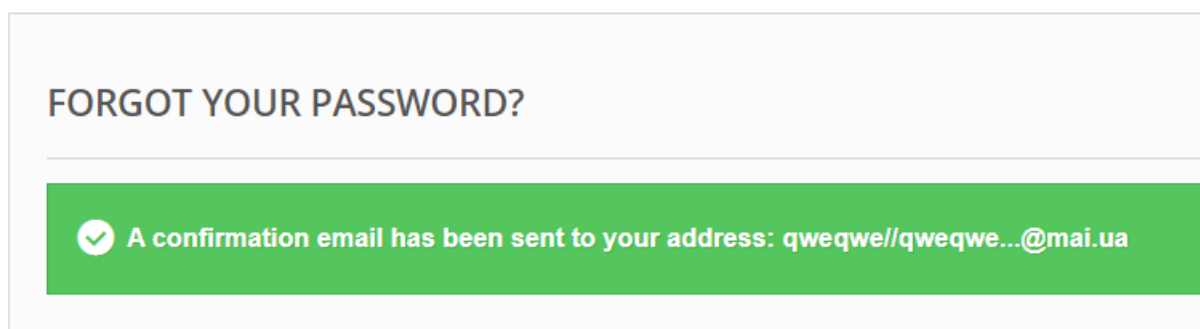 FORGOT YOUR PASSWORD?
A confirmation email has been sent to your address: qweqwe//qweqwe...@mai.ua